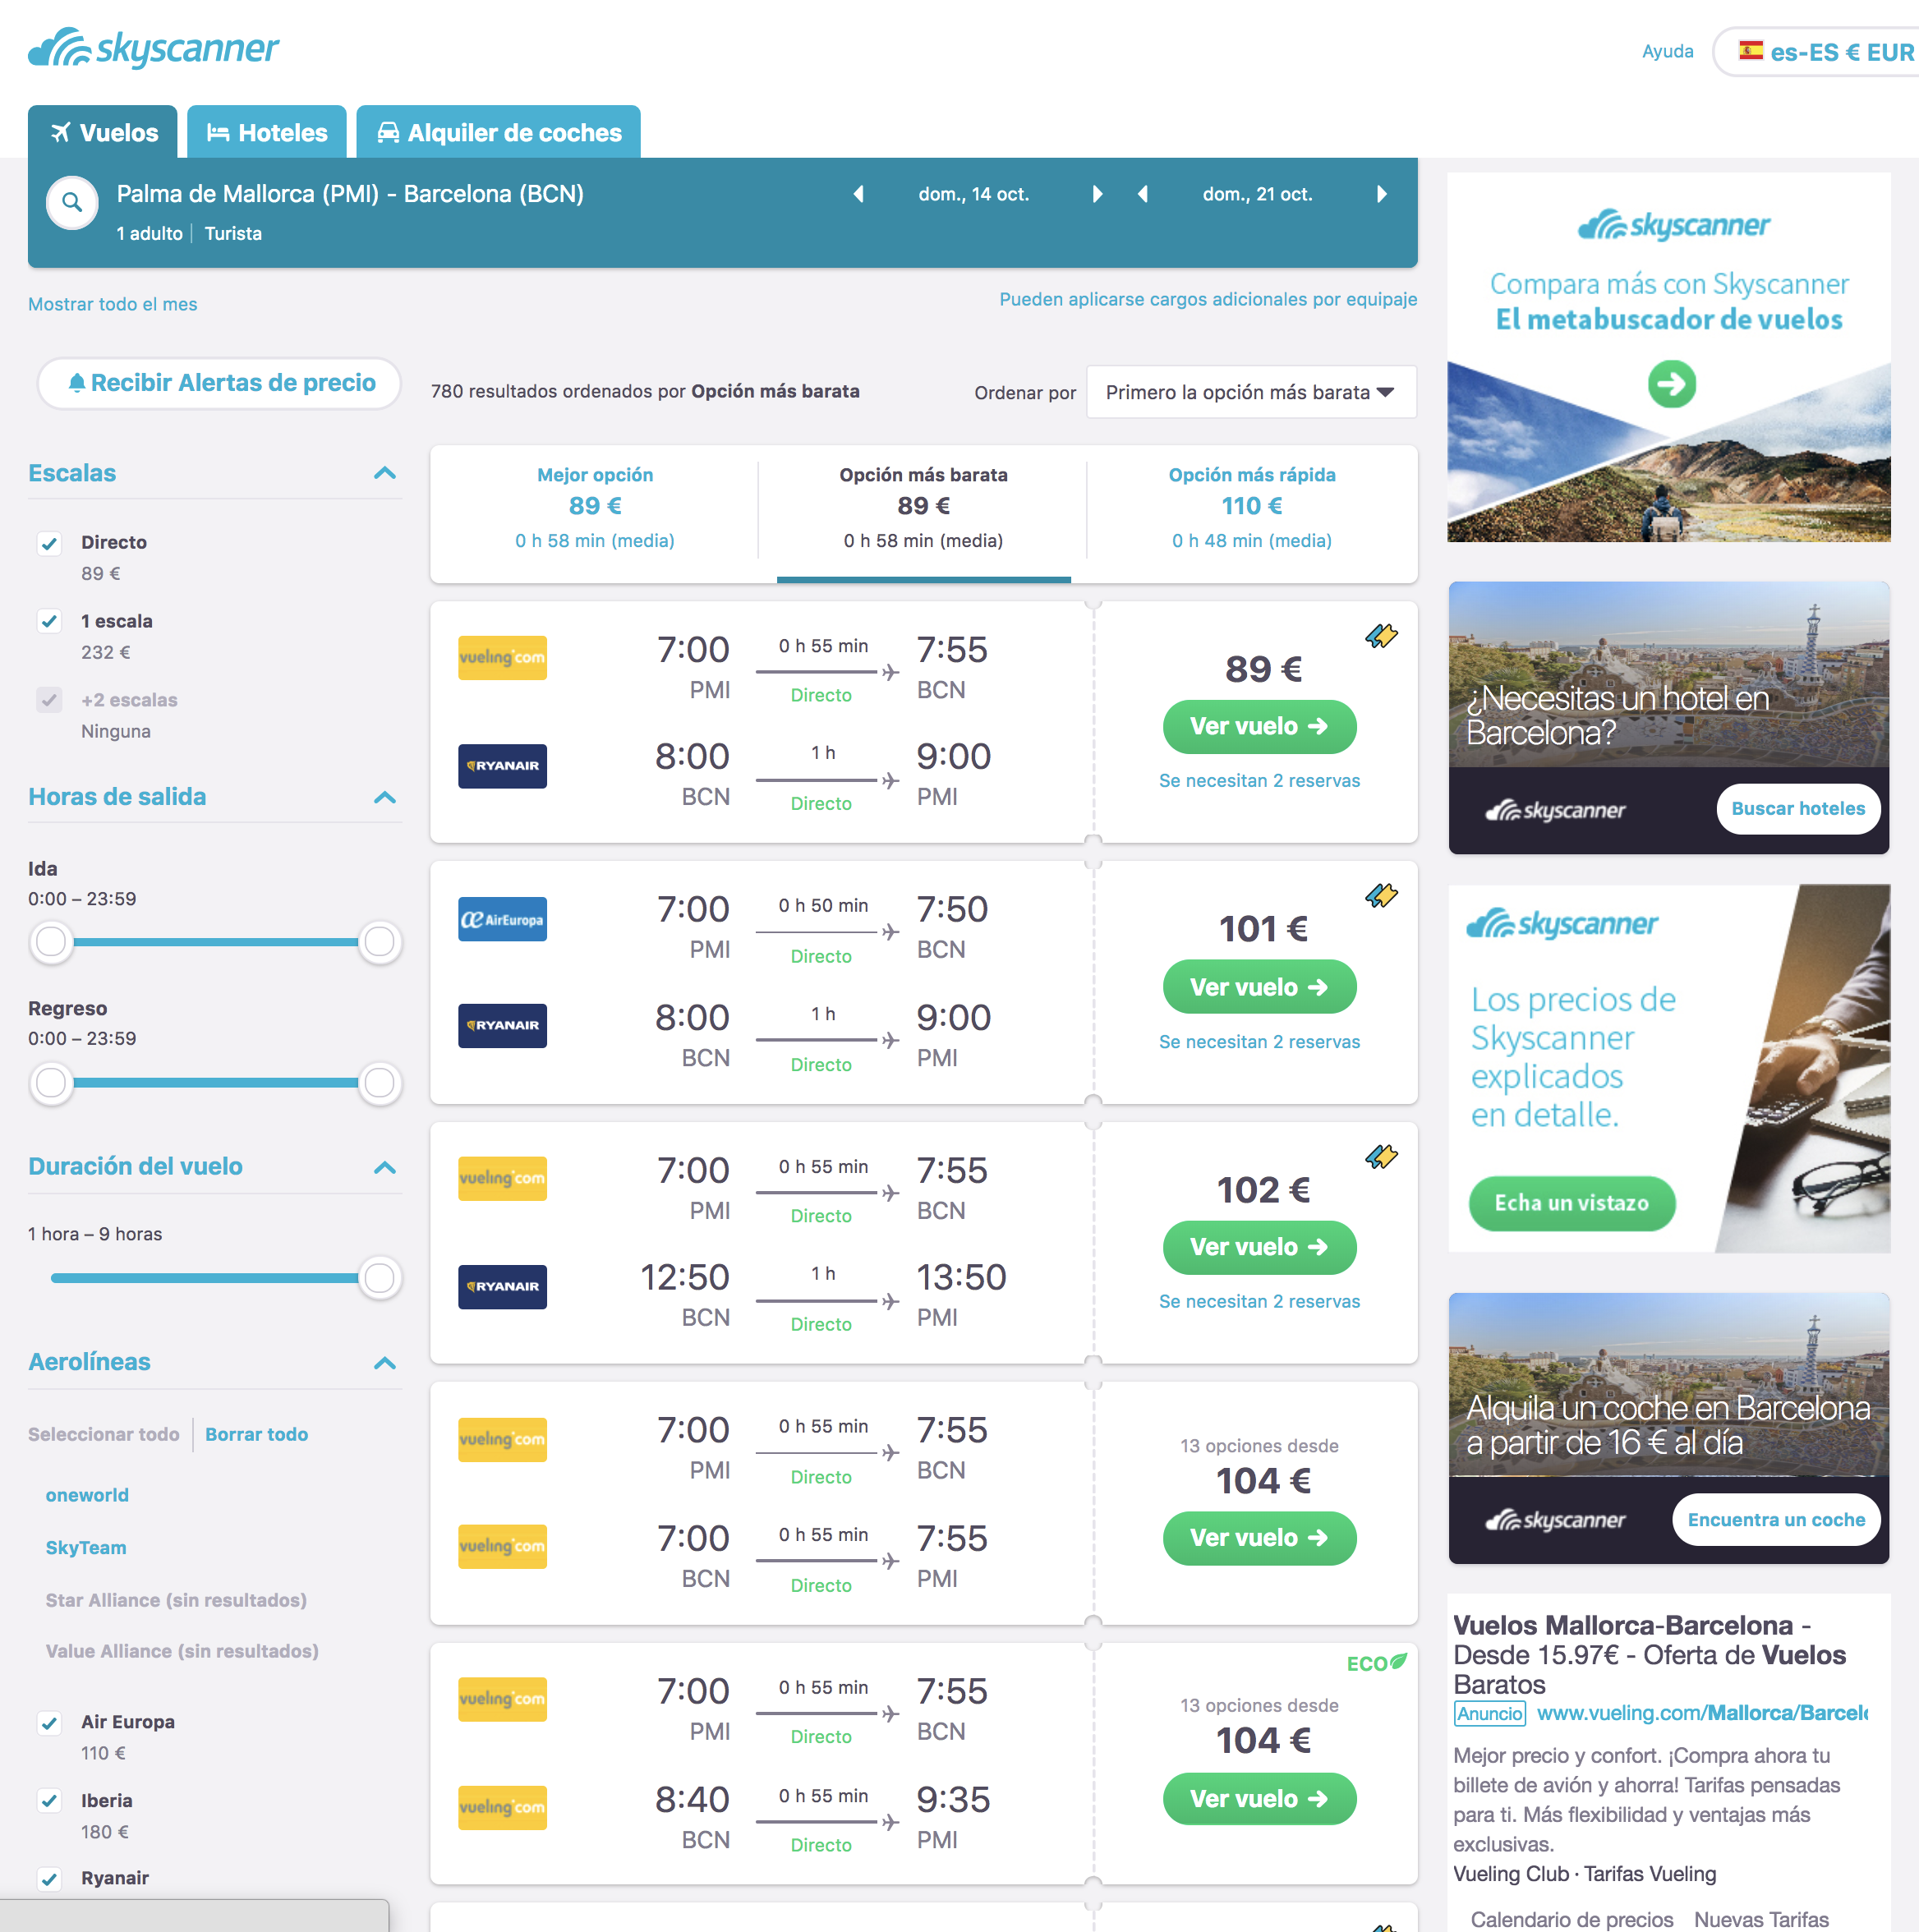 skyscanner
Ayuda
es-ES € EUR
Vuelos
Hoteles
Alquiler de coches
Palma de Mallorca (PMI) - Barcelona (BCN)
dom., 14 oct.
dom., 21 oct.
1 adulto | Turista
Mostrar todo el mes
Pueden aplicarse cargos adicionales por equipaje
Recibir Alertas de precio
780 resultados ordenados por Opción más barata
Ordenar por
Primero la opción más barata
Escalas
Directo
89 €
1 escala
232 €
+2 escalas
Ninguna
Horas de salida
Ida
0:00 – 23:59
Regreso
0:00 – 23:59
Duración del vuelo
1 hora – 9 horas
Aerolíneas
Seleccionar todo | Borrar todo
oneworld
SkyTeam
Star Alliance (sin resultados)
Value Alliance (sin resultados)
Air Europa
110 €
Iberia
180 €
Ryanair
Mejor opción
89 €
0 h 58 min (media)
Opción más barata
89 €
0 h 58 min (media)
Opción más rápida
110 €
0 h 48 min (media)
vueling.com
7:00
0 h 55 min
7:55
PMI
Directo
BCN
RYANAIR
8:00
1 h
9:00
BCN
Directo
PMI
89 €
Ver vuelo
Se necesitan 2 reservas
AirEuropa
7:00
0 h 50 min
7:50
PMI
Directo
BCN
RYANAIR
8:00
1 h
9:00
BCN
Directo
PMI
101 €
Ver vuelo
Se necesitan 2 reservas
vueling.com
7:00
0 h 55 min
7:55
PMI
Directo
BCN
RYANAIR
12:50
1 h
13:50
BCN
Directo
PMI
102 €
Ver vuelo
Se necesitan 2 reservas
vueling.com
7:00
0 h 55 min
7:55
PMI
Directo
BCN
vueling.com
7:00
0 h 55 min
7:55
BCN
Directo
PMI
13 opciones desde
104 €
Ver vuelo
vueling.com
7:00
0 h 55 min
7:55
PMI
Directo
BCN
vueling.com
8:40
0 h 55 min
9:35
BCN
Directo
PMI
ECO
13 opciones desde
104 €
Ver vuelo
skyscanner
Compara más con Skyscanner
El metabuscador de vuelos
¿Necesitas un hotel en
Barcelona?
skyscanner
Buscar hoteles
skyscanner
Los precios de
Skyscanner
explicados
en detalle.
Echa un vistazo
Alquila un coche en Barcelona
a partir de 16 € al día
skyscanner
Encuentra un coche
Vuelos Mallorca-Barcelona -
Desde 15.97€ - Oferta de Vuelos
Baratos
Anuncio www.vueling.com/Mallorca/Barcelo
Mejor precio y confort. ¡Compra ahora tu
billete de avión y ahorra! Tarifas pensadas
para ti. Más flexibilidad y ventajas más
exclusivas.
Vueling Club · Tarifas Vueling
Calendario de precios
Nuevas Tarifas